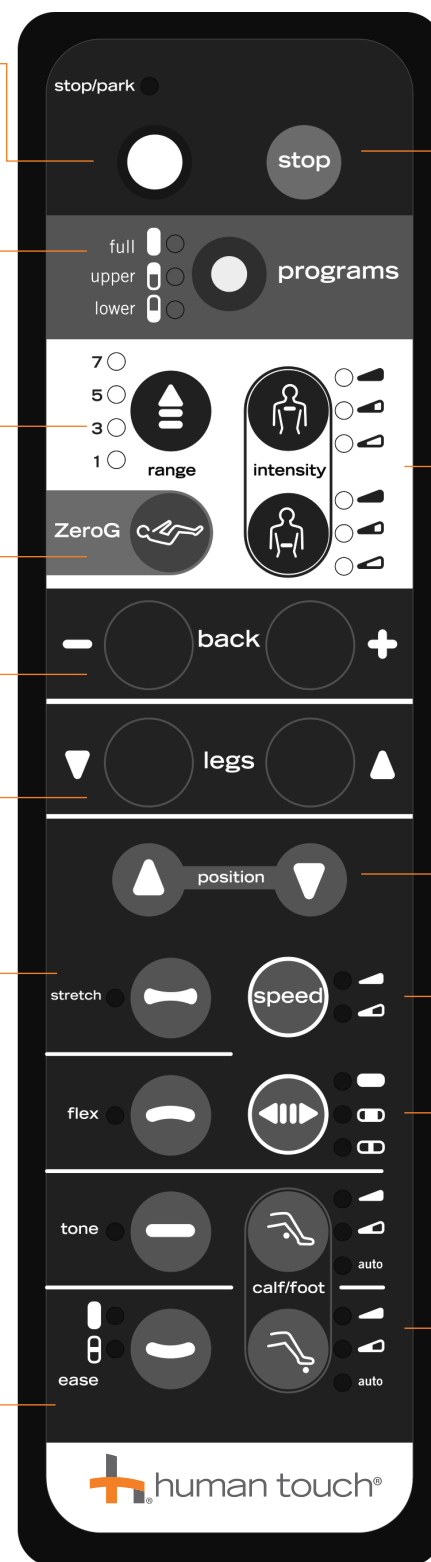 stop/park
stop
full
upper
lower
programs
7
5
3
1
range
intensity
ZeroG
back
legs
position
stretch
speed
flex
tone
auto
calf/foot
ease
auto
human touch®